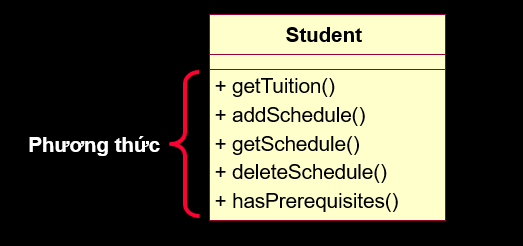 Student
+ getTuition()
+ addSchedule()
+ getSchedule()
Phương thức
+ deleteSchedule()
+ hasPrerequisites()